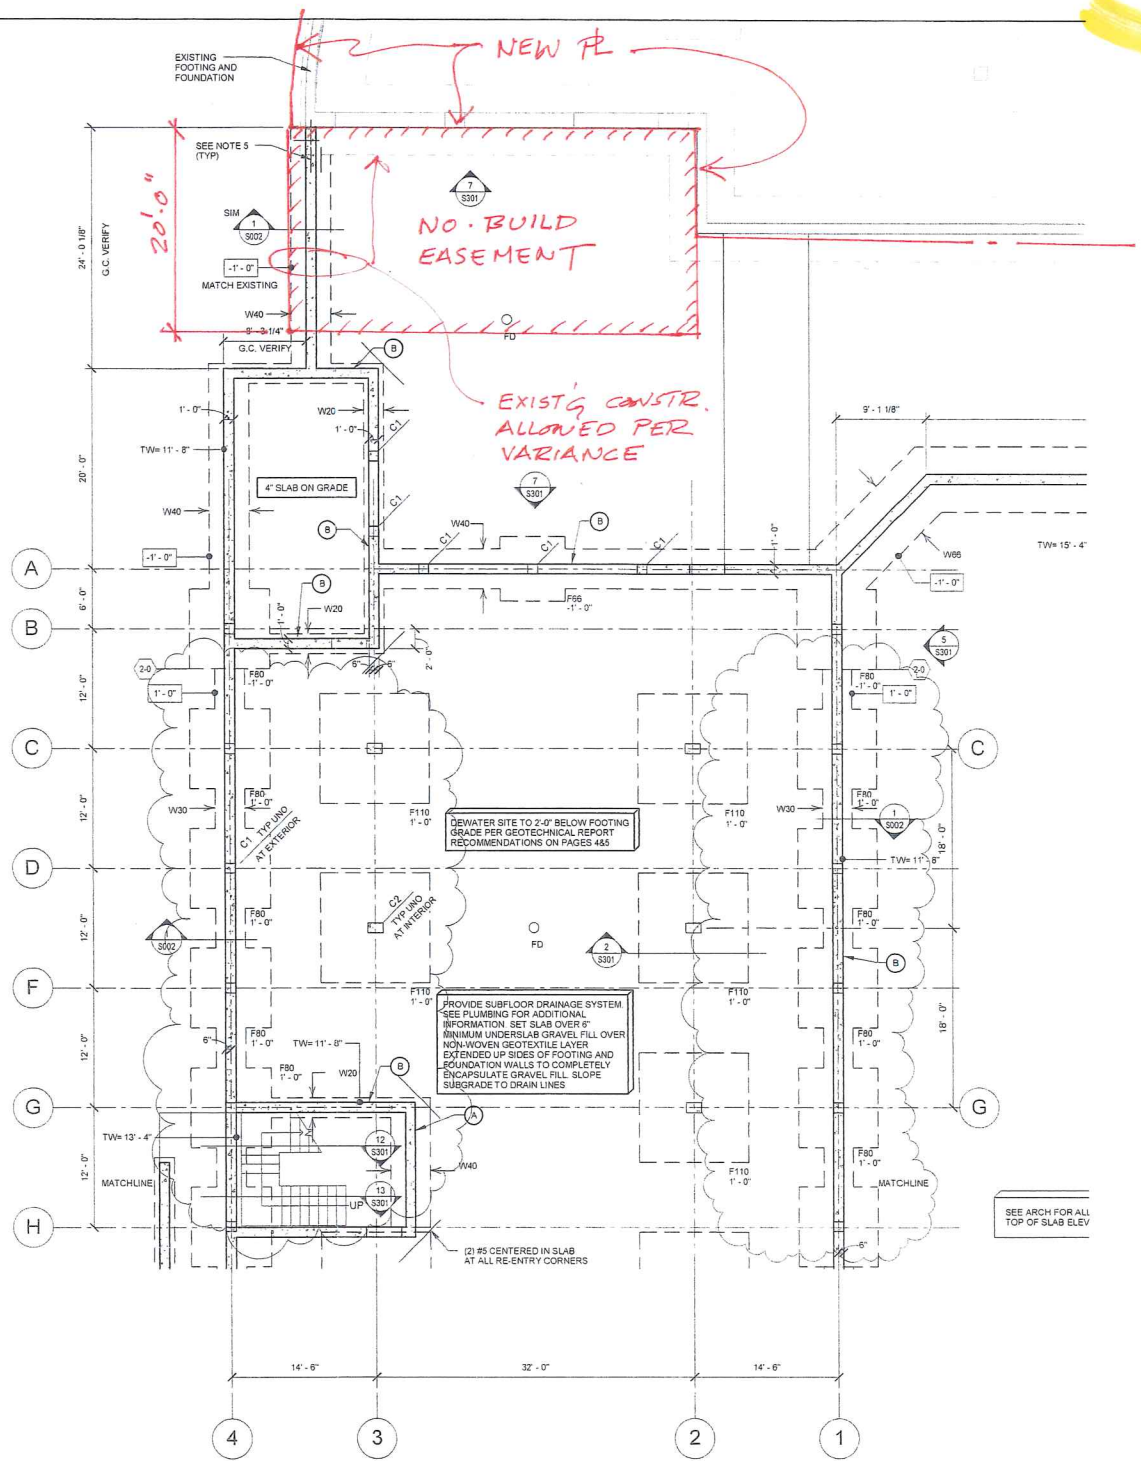 NEW PL
EXISTING
FOOTING AND
FOUNDATION
SEE NOTE 5
(TYP)
20'-0"
24' - 0 1/8"
G.C. VERIFY
SIM
1
S002
7
S301
NO-BUILD
EASEMENT
-1' - 0"
MATCH EXISTING
W40
8' - 3 1/4"
G.C. VERIFY
FD
B
EXIST'G CONSTR.
ALLOWED PER
VARIANCE
9' - 1 1/8"
1' - 0"
W20
1' - 0"
C1
TW= 11' - 8"
20' - 0"
4" SLAB ON GRADE
7
S301
W40
C1
B
W40
B
C1
C1
C1
1' - 0"
W66
TW= 15' - 4"
-1' - 0"
-1' - 0"
A
6' - 0"
B
1' - 0"
W20
F66
-1' - 0"
B
2' - 0"
6"
6"
5
S301
2-0
F80
-1' - 0"
1' - 0"
F80
-1' - 0"
2-0
1' - 0"
12' - 0"
C
C
W30
F80
1' - 0"
F110
1' - 0"
DEWATER SITE TO 2'-0" BELOW FOOTING
GRADE PER GEOTECHNICAL REPORT
RECOMMENDATIONS ON PAGES 4&5
F110
1' - 0"
W30
F80
1' - 0"
1
S002
12' - 0"
C1 TYP UNO
AT EXTERIOR
18' - 0"
TW= 11' - 8"
D
C2
TYP UNO
AT INTERIOR
12' - 0"
F80
1' - 0"
FD
F80
1' - 0"
1
S002
2
S301
B
F
F110
1' - 0"
F110
1' - 0"
PROVIDE SUBFLOOR DRAINAGE SYSTEM.
SEE PLUMBING FOR ADDITIONAL
INFORMATION. SET SLAB OVER 6"
MINIMUM UNDERSLAB GRAVEL FILL OVER
NON-WOVEN GEOTEXTILE LAYER
EXTENDED UP SIDES OF FOOTING AND
FOUNDATION WALLS TO COMPLETELY
ENCAPSULATE GRAVEL FILL. SLOPE
SUBGRADE TO DRAIN LINES
18' - 0"
12' - 0"
6"
F80
1' - 0"
TW= 11' - 8"
F80
1' - 0"
F80
1' - 0"
W20
B
G
A
G
TW= 13' - 4"
12
S301
12' - 0"
W40
F110
1' - 0"
F80
1' - 0"
MATCHLINE
13
S301
UP
MATCHLINE
SEE ARCH FOR ALL
TOP OF SLAB ELEV
H
(2) #5 CENTERED IN SLAB
AT ALL RE-ENTRY CORNERS
6"
14' - 6"
32' - 0"
14' - 6"
4
3
2
1